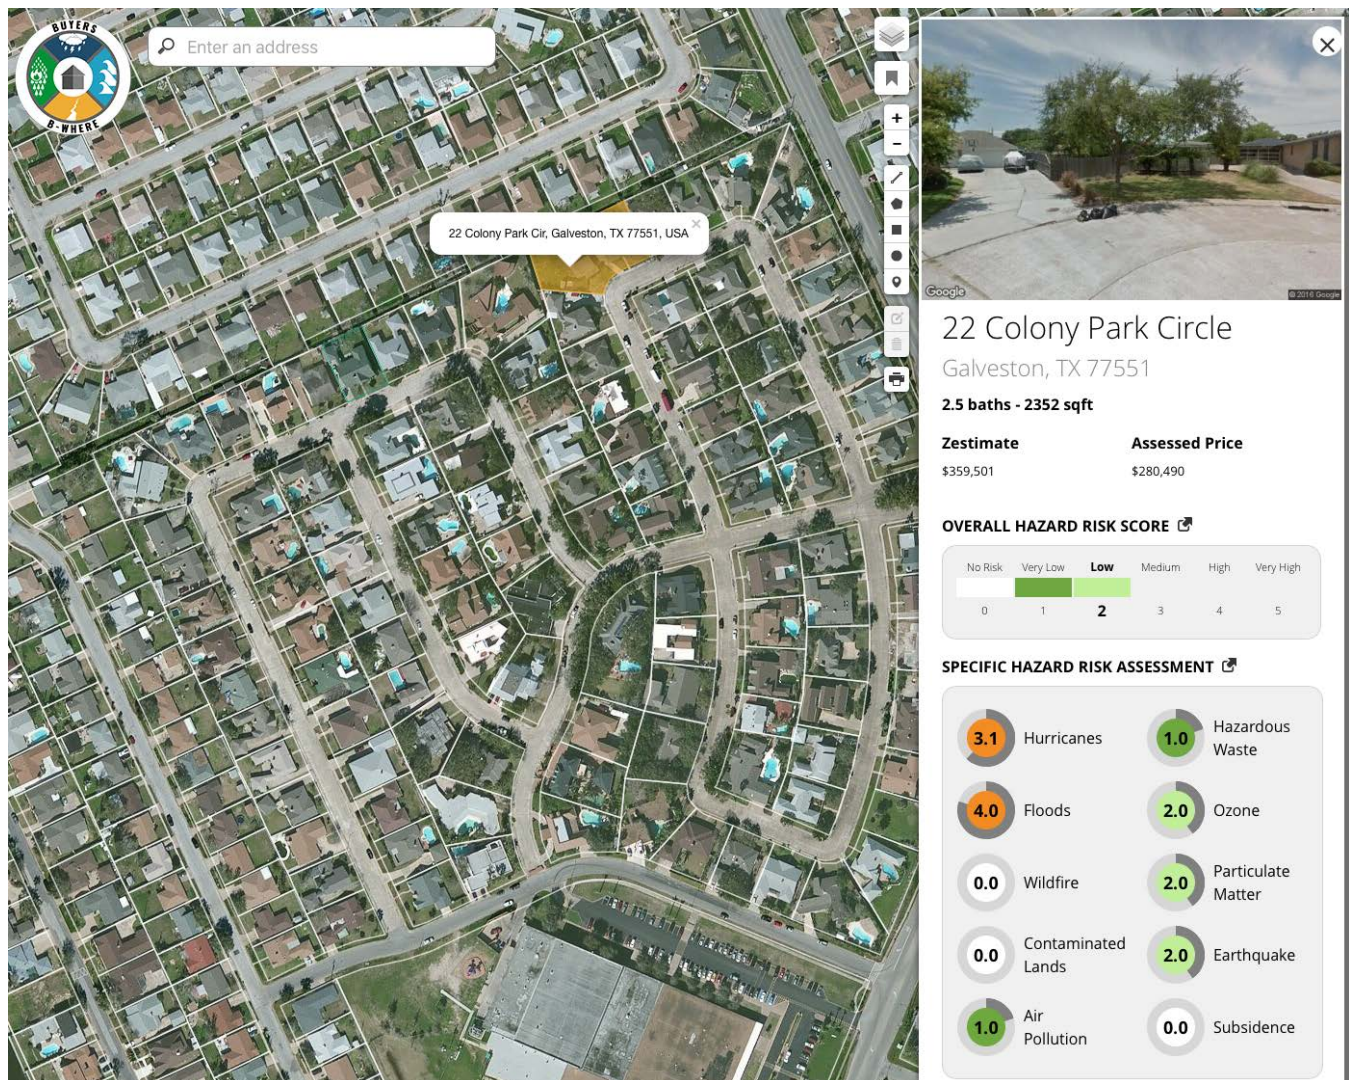 BUYERS
B-WHERE
Enter an address
22 Colony Park Cir, Galveston, TX 77551, USA
×
+
−
Google
© 2016 Google
22 Colony Park Circle
Galveston, TX 77551
2.5 baths - 2352 sqft
Zestimate
Assessed Price
$359,501
$280,490
OVERALL HAZARD RISK SCORE
No Risk Very Low Low Medium High Very High
0 1 2 3 4 5
SPECIFIC HAZARD RISK ASSESSMENT
3.1 Hurricanes
1.0 Hazardous
Waste
4.0 Floods
2.0 Ozone
0.0 Wildfire
2.0 Particulate
Matter
0.0 Contaminated
Lands
2.0 Earthquake
1.0 Air
Pollution
0.0 Subsidence